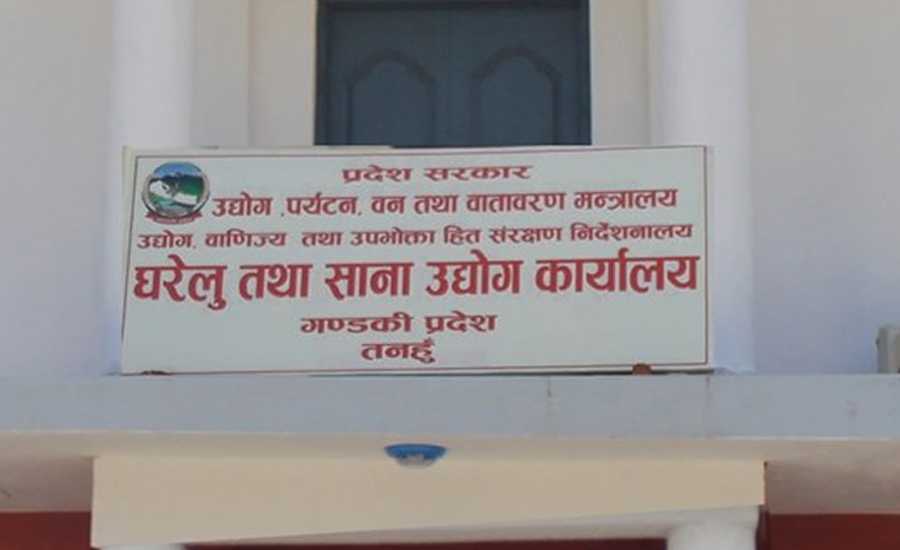 प्रदेश सरकार
उद्योग ,पर्यटन, वन तथा वातावरण मन्त्रालय
उद्योग, वाणिज्य तथा उपभोक्ता हित संरक्षण निर्देशनालय
घरेलु तथा साना उद्योग कार्यालय
गण्डकी प्रदेश
तनहुँ